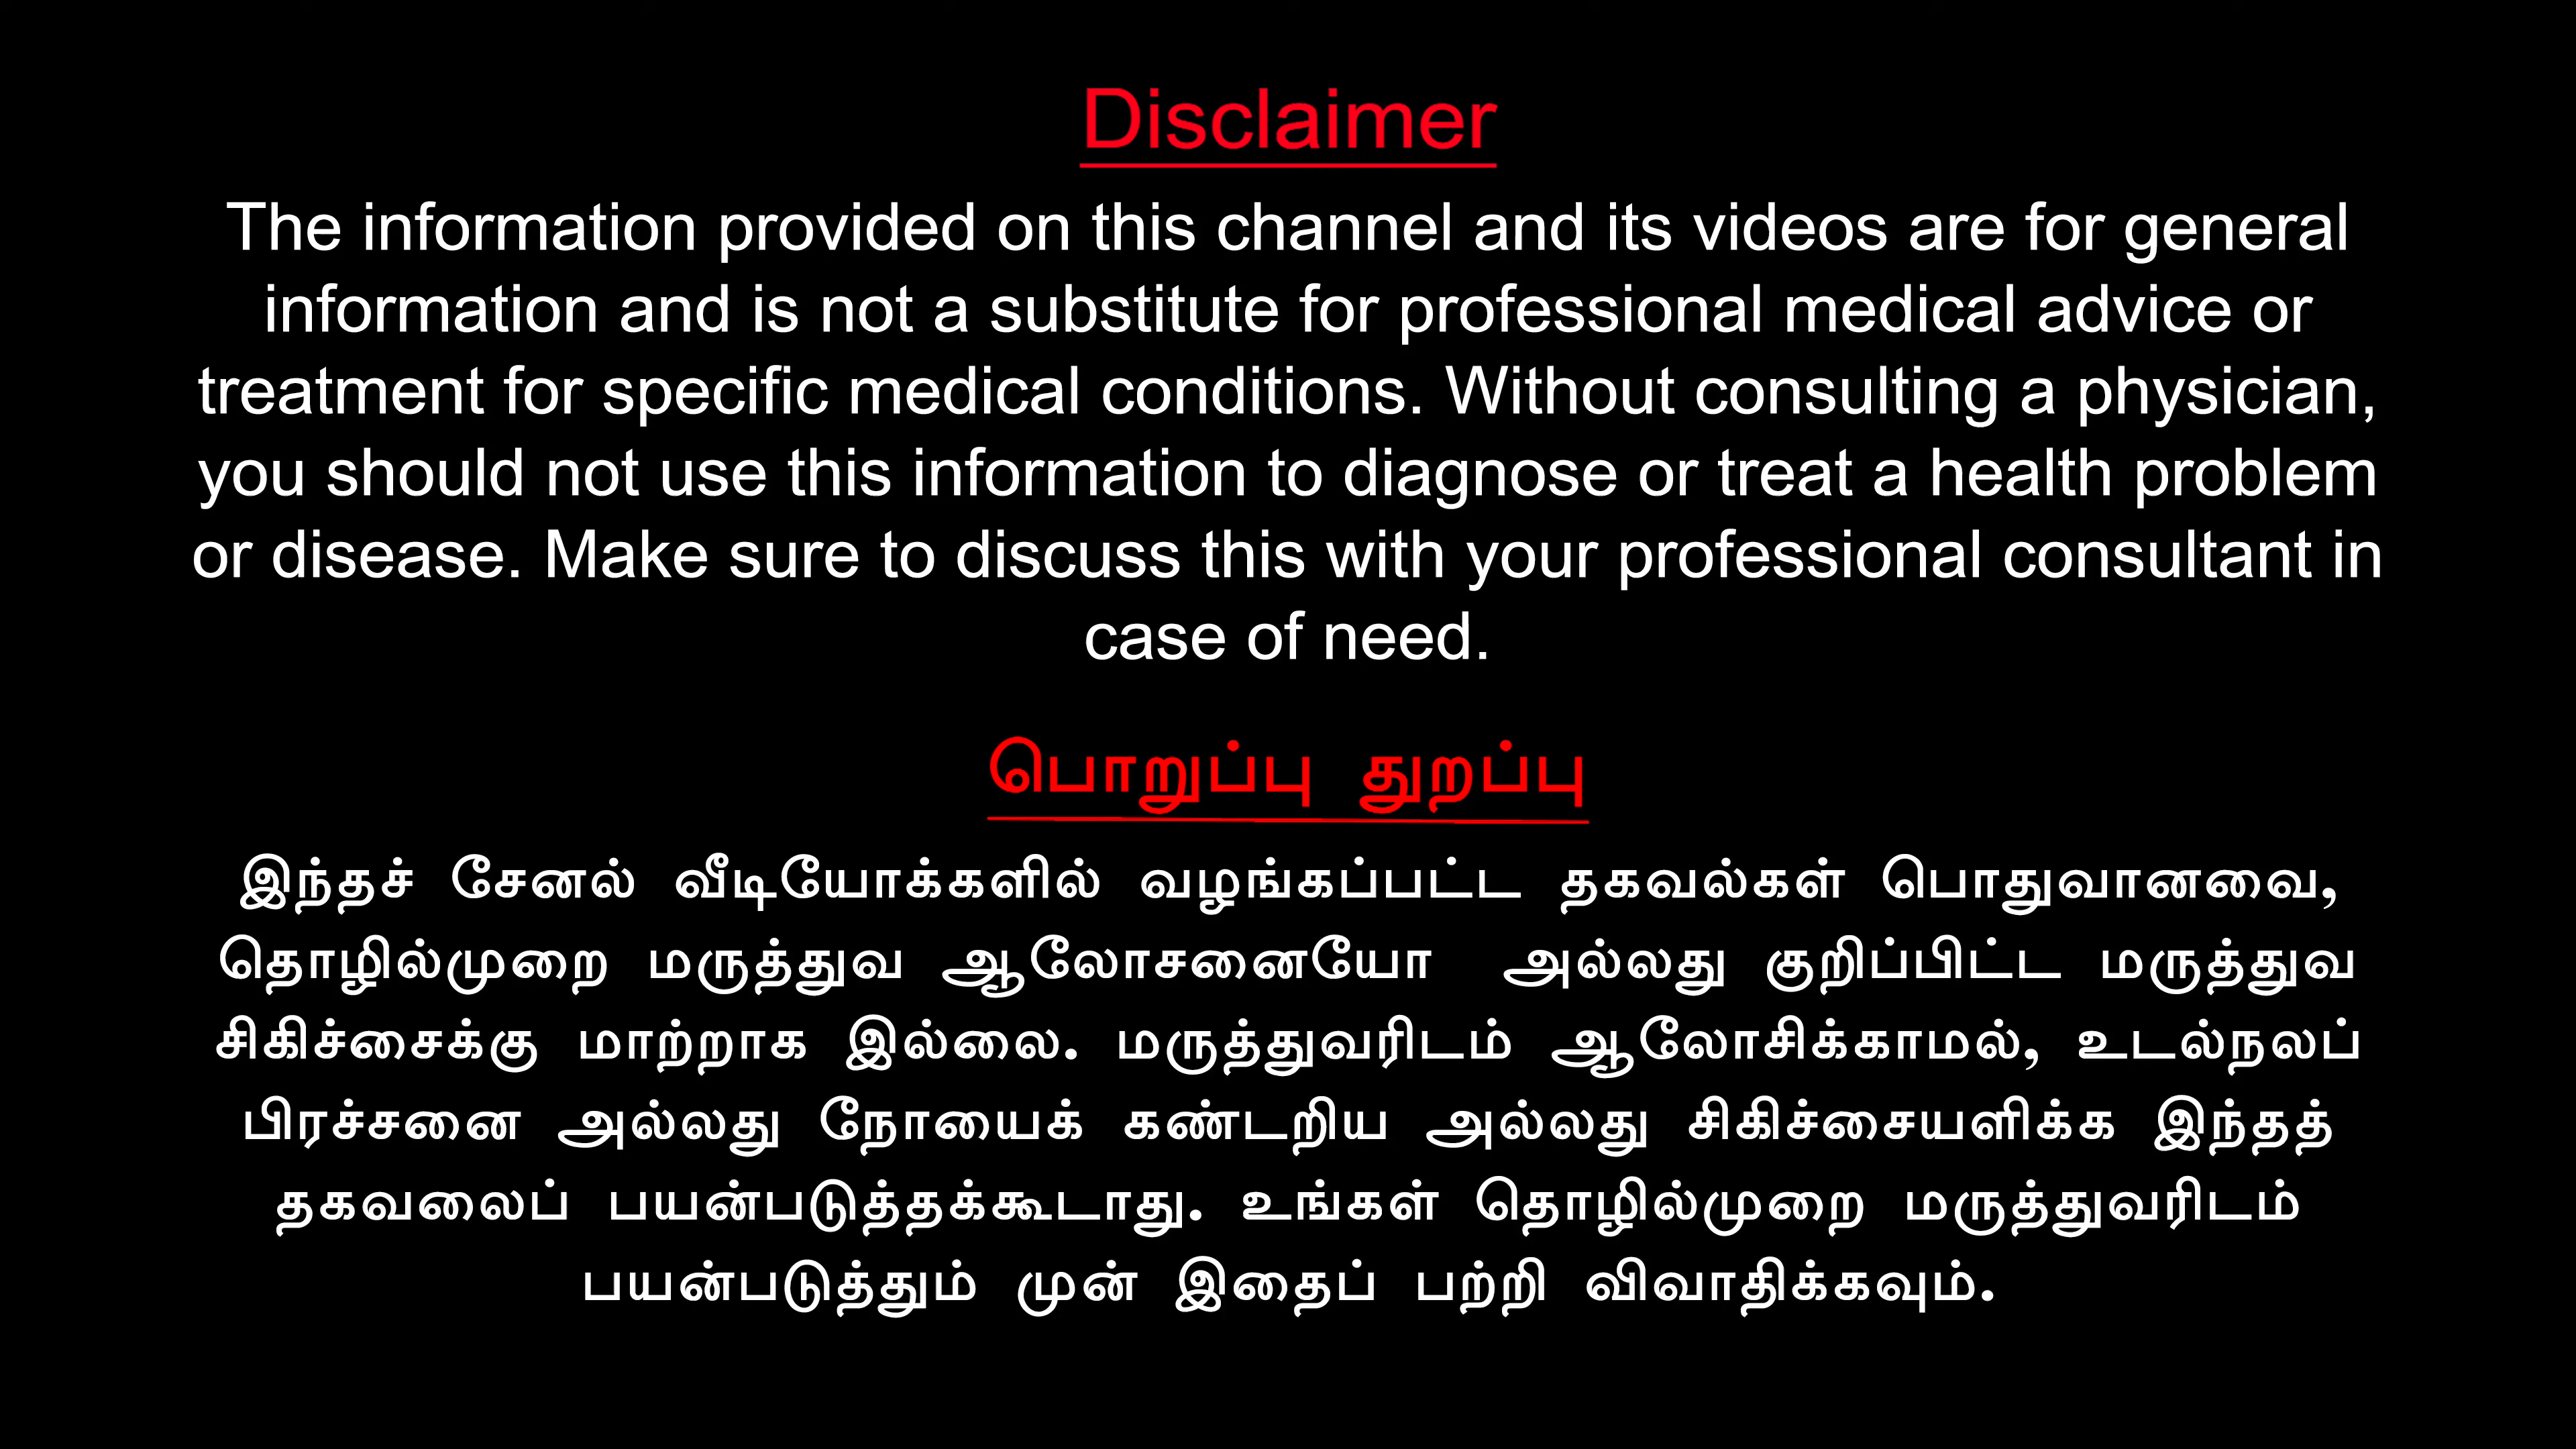 Disclaimer
The information provided on this channel and its videos are for general
information and is not a substitute for professional medical advice or
treatment for specific medical conditions. Without consulting a physician,
you should not use this information to diagnose or treat a health problem
or disease. Make sure to discuss this with your professional consultant in
case of need.
பொறுப்பு துறப்பு
இந்தச் சேனல் வீடியோக்களில் வழங்கப்பட்ட தகவல்கள் பொதுவானவை,
தொழில்முறை மருத்துவ ஆலோசனையோ அல்லது குறிப்பிட்ட மருத்துவ
சிகிச்சைக்கு மாற்றாக இல்லை. மருத்துவரிடம் ஆலோசிக்காமல், உடல்நலப்
பிரச்சனை அல்லது நோயைக் கண்டறிய அல்லது சிகிச்சையளிக்க இந்தத்
தகவலைப் பயன்படுத்தக்கூடாது. உங்கள் தொழில்முறை மருத்துவரிடம்
பயன்படுத்தும் முன் இதைப் பற்றி விவாதிக்கவும்.